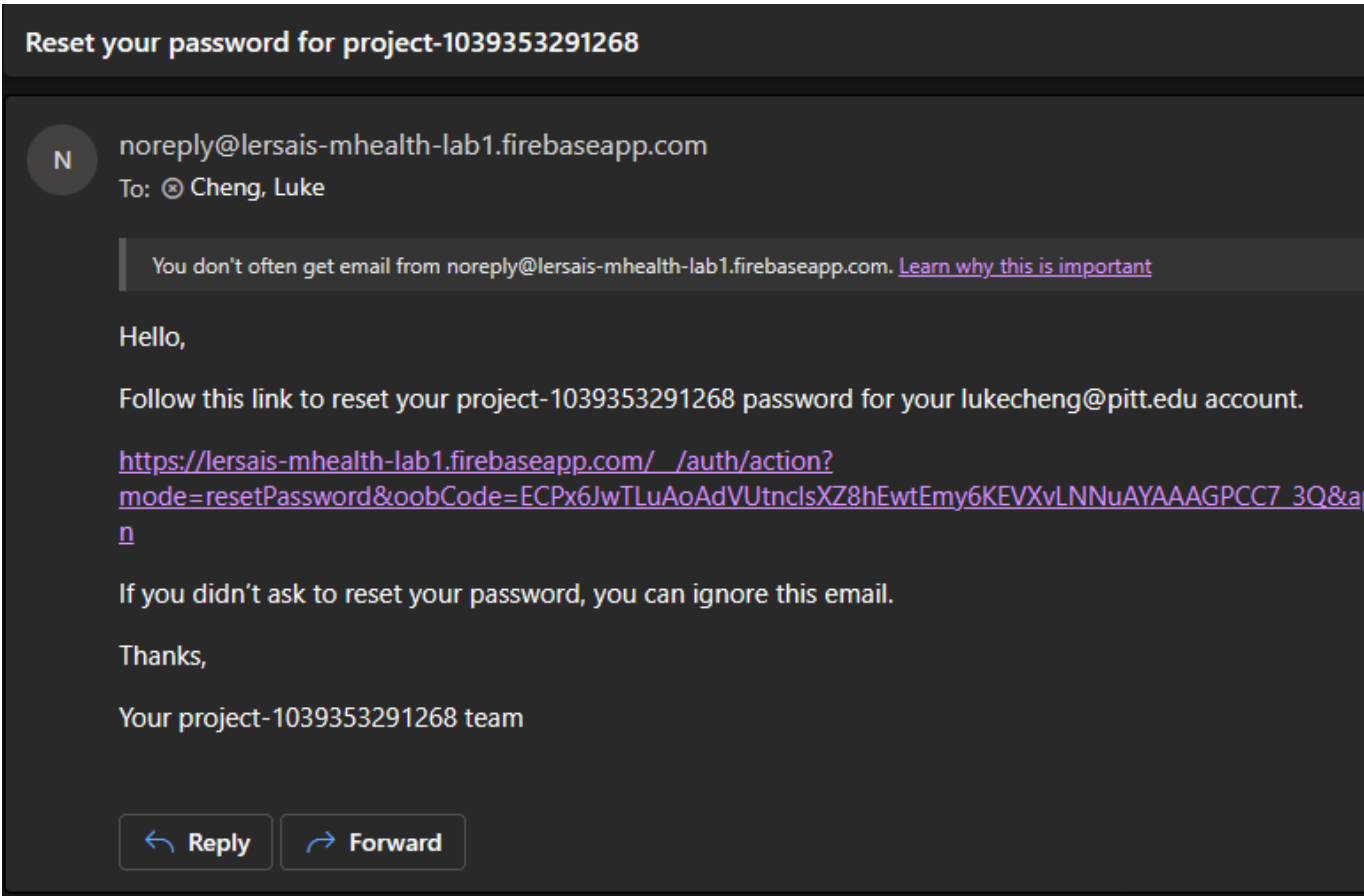 Reset your password for project-1039353291268
N
noreply@lersais-mhealth-lab1.firebaseapp.com
To: Cheng, Luke
You don't often get email from noreply@lersais-mhealth-lab1.firebaseapp.com. Learn why this is important
Hello,
Follow this link to reset your project-1039353291268 password for your lukecheng@pitt.edu account.
https://lersais-mhealth-lab1.firebaseapp.com/__/auth/action?
mode=resetPassword&oobCode=ECPx6JwTLuAoAdVUtncIsXZ8hEwtEmy6KEVXvLNNuAYAAAGPCC7_3Q&a
n
If you didn’t ask to reset your password, you can ignore this email.
Thanks,
Your project-1039353291268 team
Reply
Forward